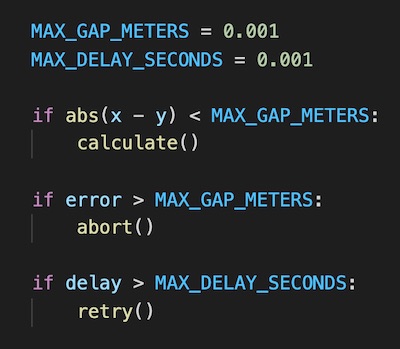 MAX_GAP_METERS = 0.001
MAX_DELAY_SECONDS = 0.001
if abs(x - y) < MAX_GAP_METERS:
    calculate()
if error > MAX_GAP_METERS:
    abort()
if delay > MAX_DELAY_SECONDS:
    retry()